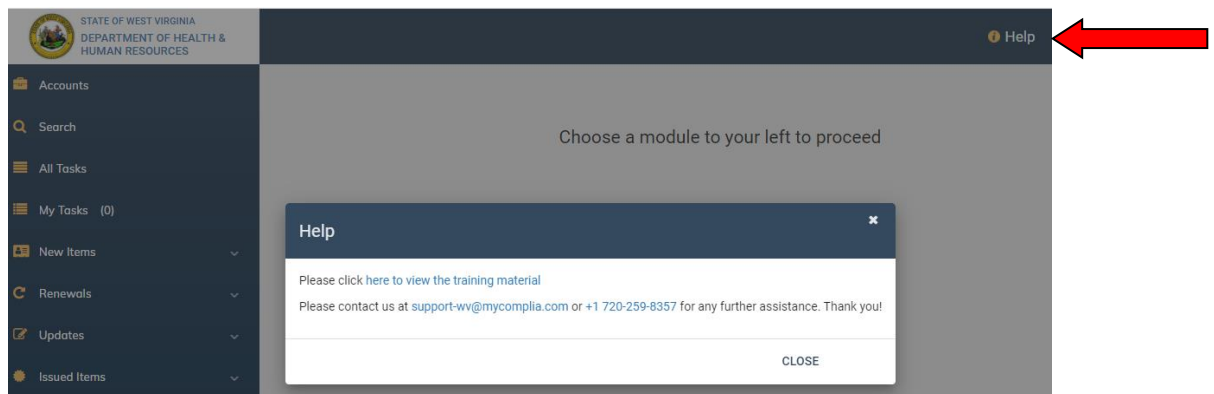 STATE OF WEST VIRGINIA
DEPARTMENT OF HEALTH &
HUMAN RESOURCES
Help
Accounts
Search
All Tasks
My Tasks (0)
New Items
Renewals
Updates
Issued Items
Choose a module to your left to proceed
Help
Please click here to view the training material
Please contact us at support-wv@mycomplia.com or +1 720-259-8357 for any further assistance. Thank you!
CLOSE